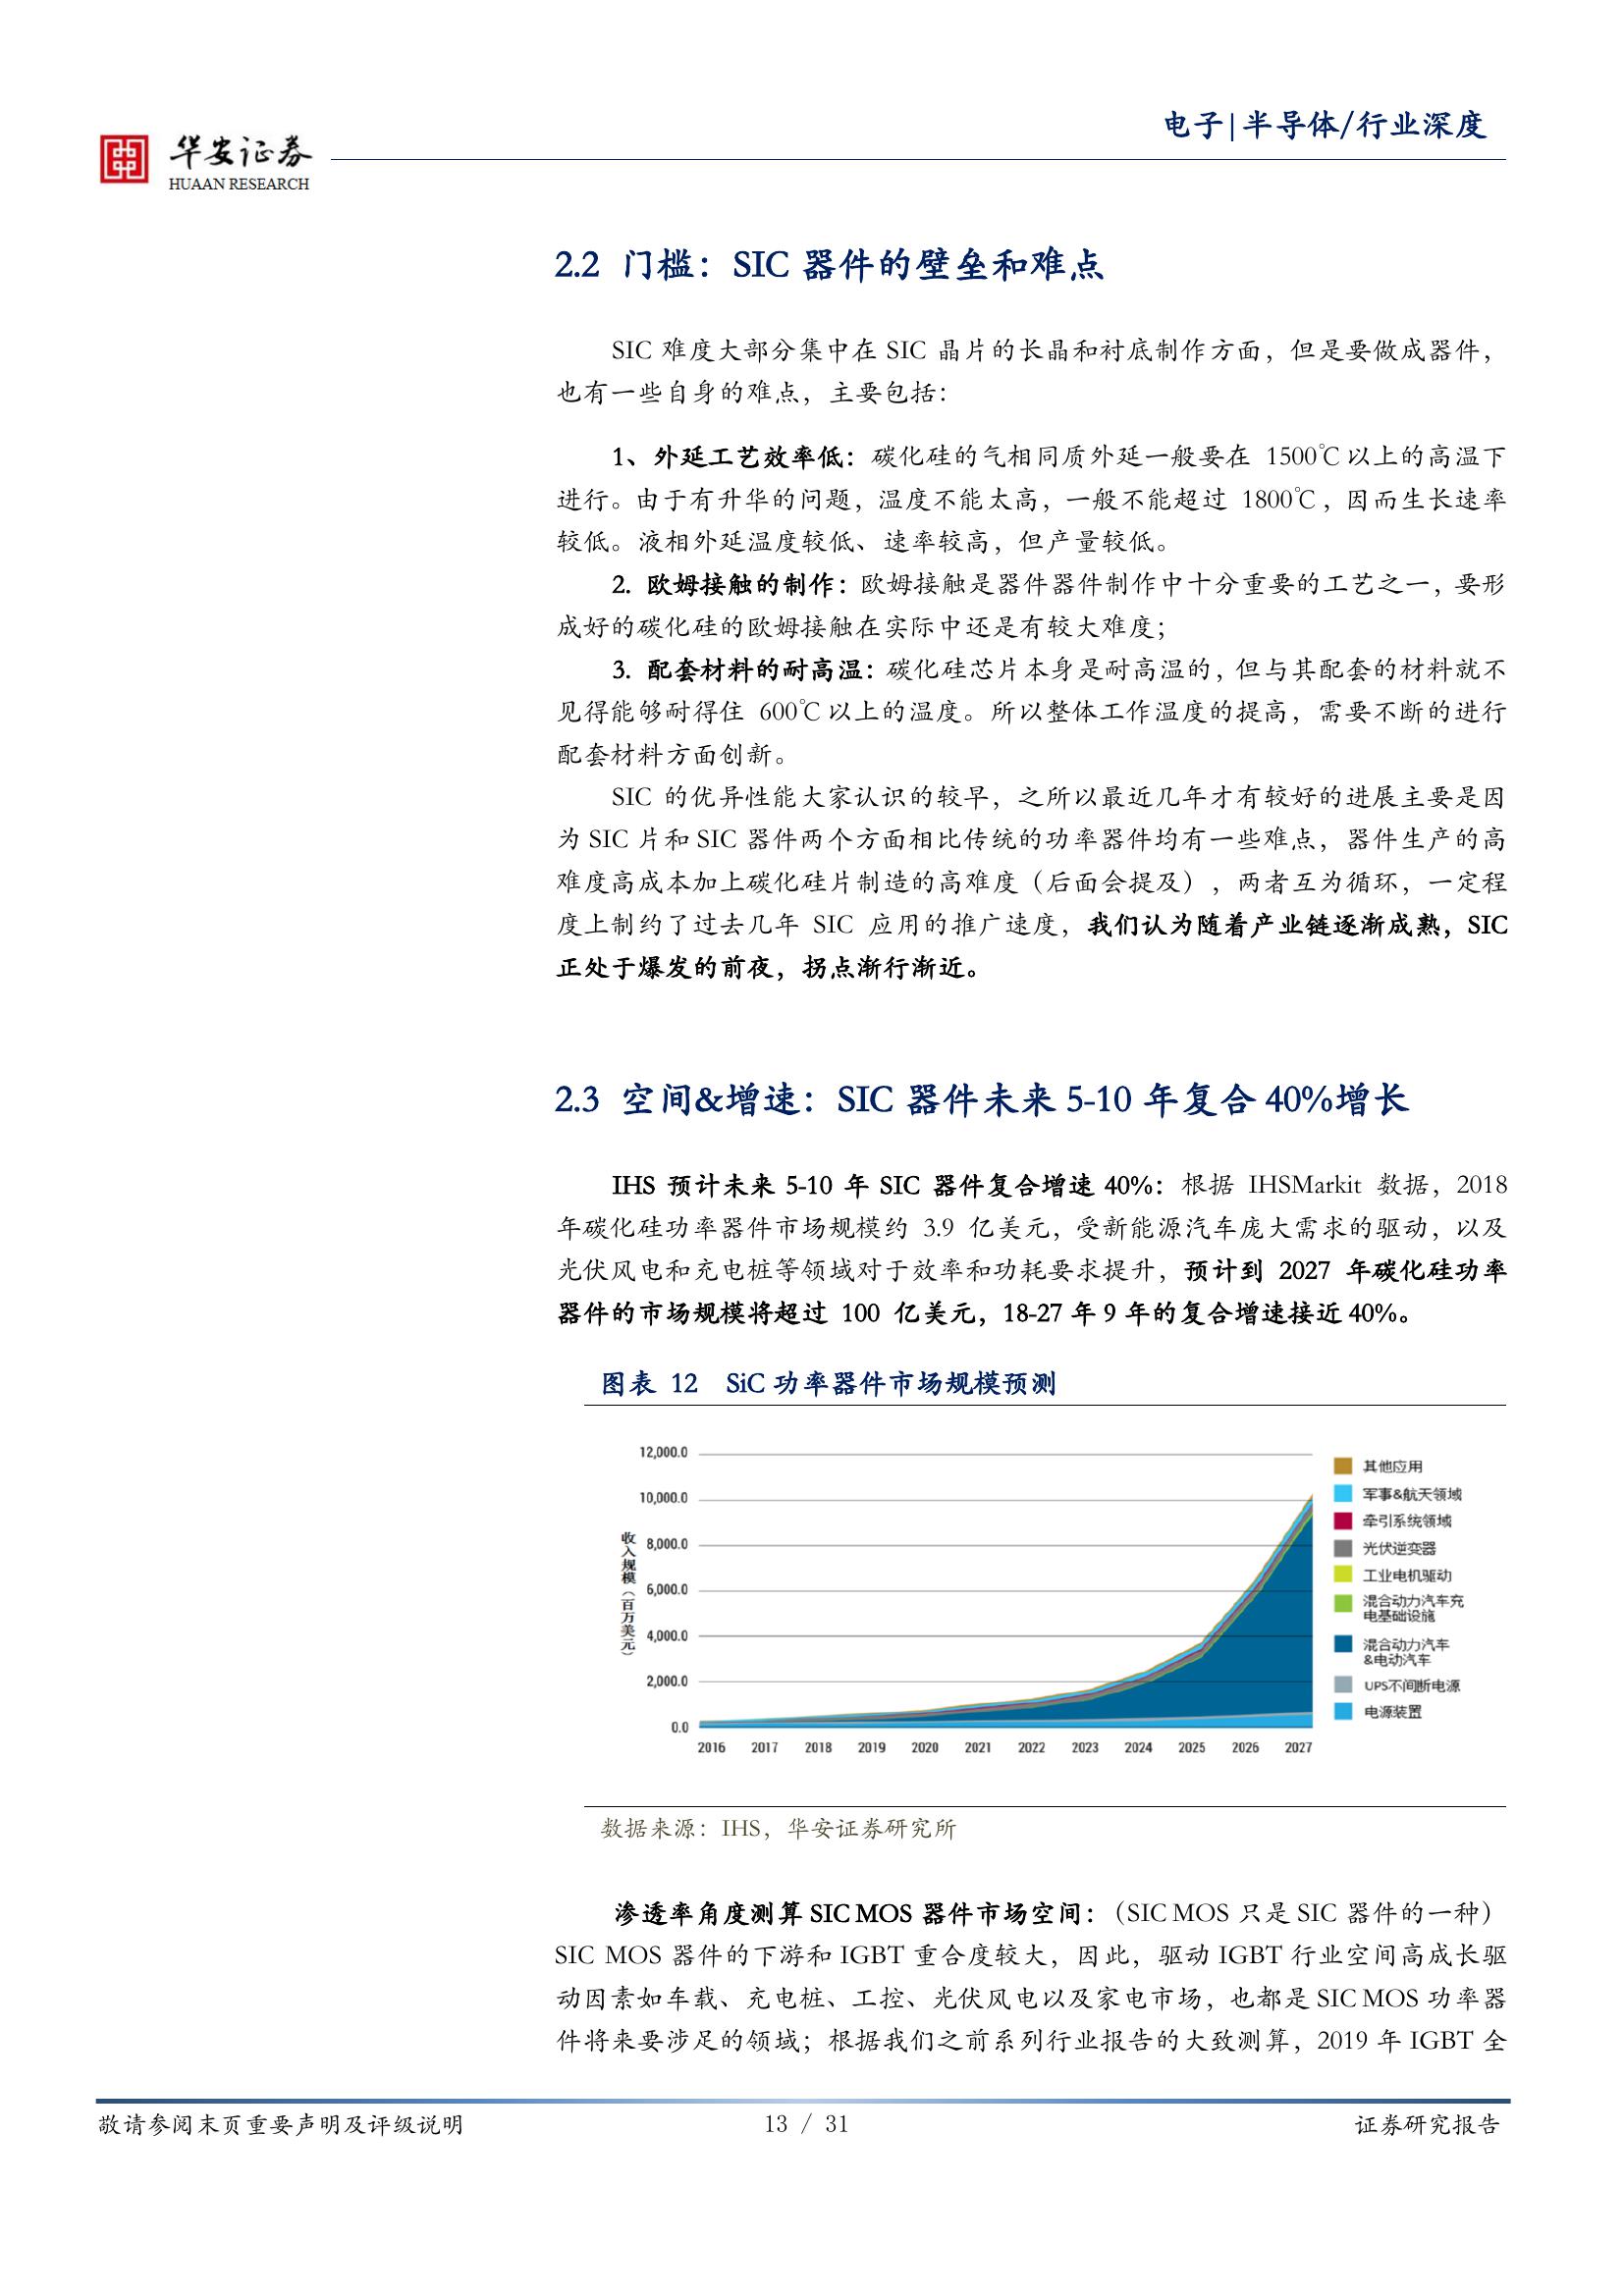 电子|半导体/行业深度
华安证券
HUAAN RESEARCH
2.2 门槛：SIC 器件的壁垒和难点
SIC 难度大部分集中在 SIC 晶片的长晶和衬底制作方面，但是要做成器件，
也有一些自身的难点，主要包括：
1、外延工艺效率低：碳化硅的气相同质外延一般要在 1500℃以上的高温下
进行。由于有升华的问题，温度不能太高，一般不能超过 1800℃，因而生长速率
较低。液相外延温度较低、速率较高，但产量较低。
2. 欧姆接触的制作：欧姆接触是器件器件制作中十分重要的工艺之一，要形
成好的碳化硅的欧姆接触在实际中还是有较大难度；
3. 配套材料的耐高温：碳化硅芯片本身是耐高温的，但与其配套的材料就不
见得能够耐得住 600℃以上的温度。所以整体工作温度的提高，需要不断的进行
配套材料方面创新。
SIC 的优异性能大家认识的较早，之所以最近几年才有较好的进展主要是因
为 SIC 片和 SIC 器件两个方面相比传统的功率器件均有一些难点，器件生产的高
难度高成本加上碳化硅片制造的高难度（后面会提及），两者互为循环，一定程
度上制约了过去几年 SIC 应用的推广速度，我们认为随着产业链逐渐成熟，SIC
正处于爆发的前夜，拐点渐行渐近。
2.3 空间&增速：SIC 器件未来 5-10 年复合 40%增长
IHS 预计未来 5-10 年 SIC 器件复合增速 40%：根据 IHSMarkit 数据，2018
年碳化硅功率器件市场规模约 3.9 亿美元，受新能源汽车庞大需求的驱动，以及
光伏风电和充电桩等领域对于效率和功耗要求提升，预计到 2027 年碳化硅功率
器件的市场规模将超过 100 亿美元，18-27 年 9 年的复合增速接近 40%。
图表 12 SiC 功率器件市场规模预测
收入规模（百万美元）
12,000.0
10,000.0
8,000.0
6,000.0
4,000.0
2,000.0
0.0
2016 2017 2018 2019 2020 2021 2022 2023 2024 2025 2026 2027
其他应用
军事&航天领域
牵引系统领域
光伏逆变器
工业电机驱动
混合动力汽车充
电基础设施
混合动力汽车
&电动汽车
UPS不间断电源
电源装置
数据来源：IHS，华安证券研究所
渗透率角度测算 SIC MOS 器件市场空间：（SIC MOS 只是 SIC 器件的一种）
SIC MOS 器件的下游和 IGBT 重合度较大，因此，驱动 IGBT 行业空间高成长驱
动因素如车载、充电桩、工控、光伏风电以及家电市场，也都是 SIC MOS 功率器
件将来要涉足的领域；根据我们之前系列行业报告的大致测算，2019 年 IGBT 全
敬请参阅末页重要声明及评级说明
13 / 31
证券研究报告